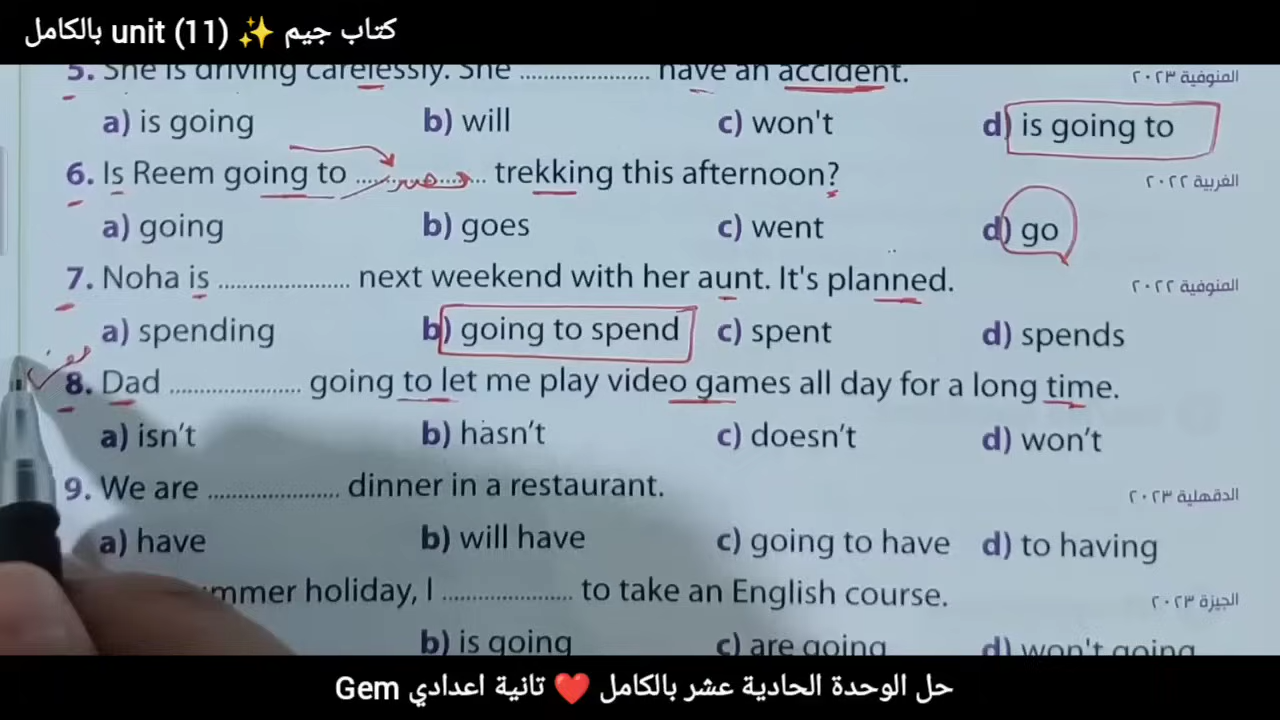 كتاب جيم ✨ unit (11) بالكامل
5. She is driving carelessly. She ..................... have an accident. المنوفية ٢٠٢٣
a) is going b) will c) won't d) is going to
6. Is Reem going to ..................... trekking this afternoon? الغربية ٢٠٢٢
a) going b) goes c) went d) go
7. Noha is ..................... next weekend with her aunt. It's planned. المنوفية ٢٠٢٢
a) spending b) going to spend c) spent d) spends
8. Dad ..................... going to let me play video games all day for a long time.
a) isn't b) hasn't c) doesn't d) won't
9. We are ..................... dinner in a restaurant. الدقهلية ٢٠٢٣
a) have b) will have c) going to have d) to having
ummer holiday, I ..................... to take an English course. الجيزة ٢٠٢٣
b) is going c) are going d) won't going
حل الوحدة الحادية عشر بالكامل ❤️ تانية اعدادي Gem